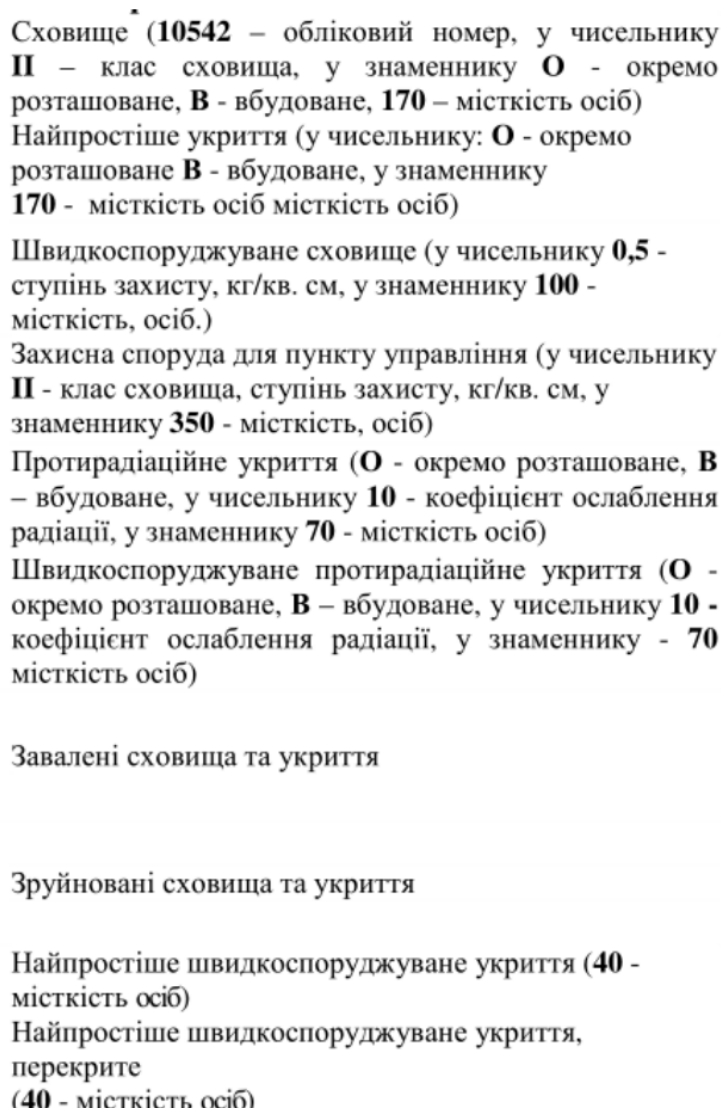 Сховище (10542 – обліковий номер, у чисельнику
II – клас сховища, у знаменнику О - окремо
розташоване, В - вбудоване, 170 – місткість осіб)
Найпростіше укриття (у чисельнику: О - окремо
розташоване В - вбудоване, у знаменнику
170 - місткість осіб місткість осіб)
Швидкоспоруджуване сховище (у чисельнику 0,5 -
ступінь захисту, кг/кв. см, у знаменнику 100 -
місткість, осіб.)
Захисна споруда для пункту управління (у чисельнику
II - клас сховища, ступінь захисту, кг/кв. см, у
знаменнику 350 - місткість, осіб)
Протирадіаційне укриття (О - окремо розташоване, В
– вбудоване, у чисельнику 10 - коефіцієнт ослаблення
радіації, у знаменнику 70 - місткість осіб)
Швидкоспоруджуване протирадіаційне укриття (О -
окремо розташоване, В – вбудоване, у чисельнику 10 -
коефіцієнт ослаблення радіації, у знаменнику - 70
місткість осіб)
Завалені сховища та укриття
Зруйновані сховища та укриття
Найпростіше швидкоспоруджуване укриття (40 -
місткість осіб)
Найпростіше швидкоспоруджуване укриття,
перекрите
(40 - місткість осіб)